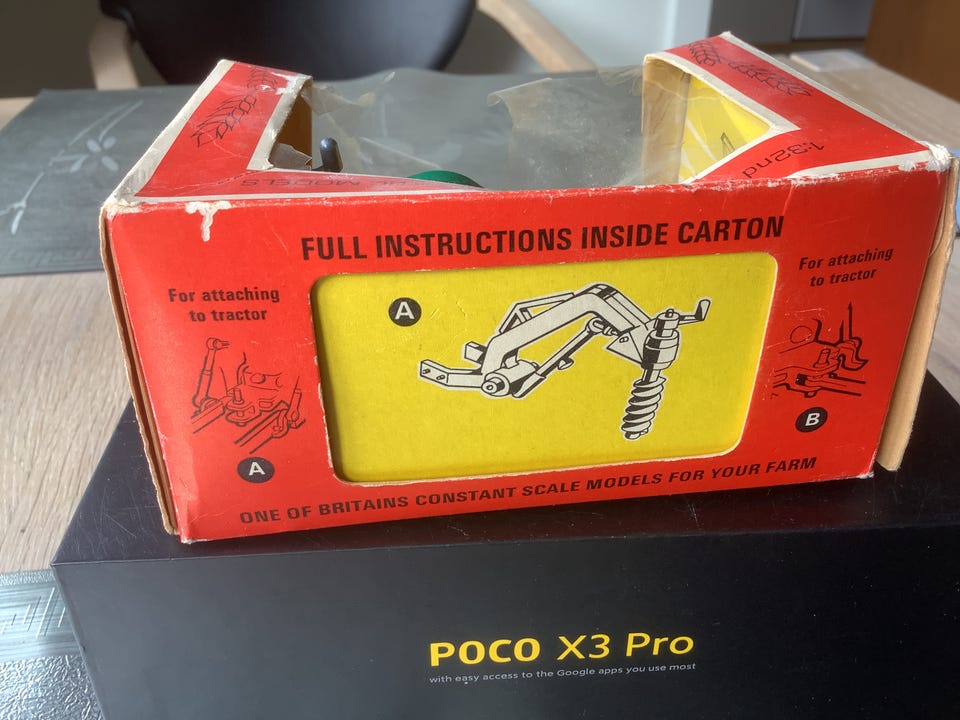 1:32nd
MODELS
FULL INSTRUCTIONS INSIDE CARTON
For attaching
to tractor
A
A
For attaching
to tractor
B
ONE OF BRITAINS CONSTANT SCALE MODELS FOR YOUR FARM
POCO X3 Pro
with easy access to the Google apps you use most